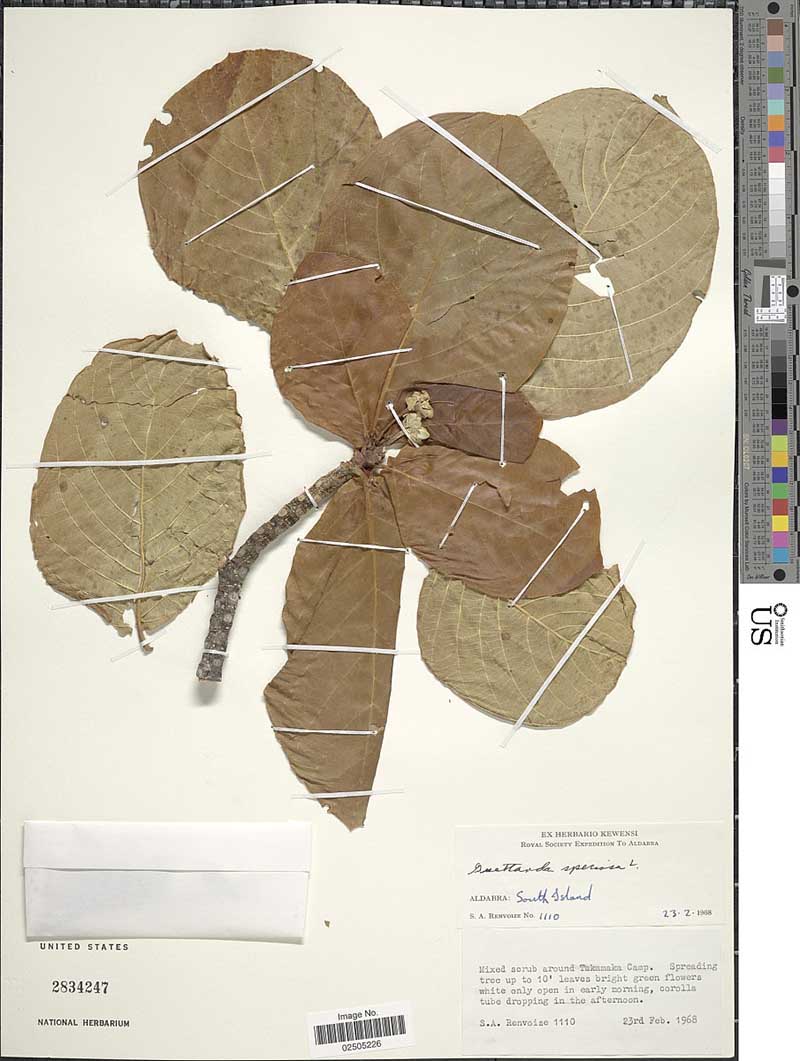 EX HERBARIO KEWENSI
ROYAL SOCIETY EXPEDITION TO ALDABRA
Guettarda speciosa L.
ALDABRA: South Island
S. A. RENVOIZE No. 1110 23·2·1968
Mixed scrub around Takamaka Camp. Spreading
tree up to 10' leaves bright green flowers
white only open in early morning, corolla
tube dropping in the afternoon.
S.A. Renvoize 1110 23rd Feb. 1968
UNITED STATES
2834247
NATIONAL HERBARIUM
02505226
Golden Thread
Smithsonian
Institution
US